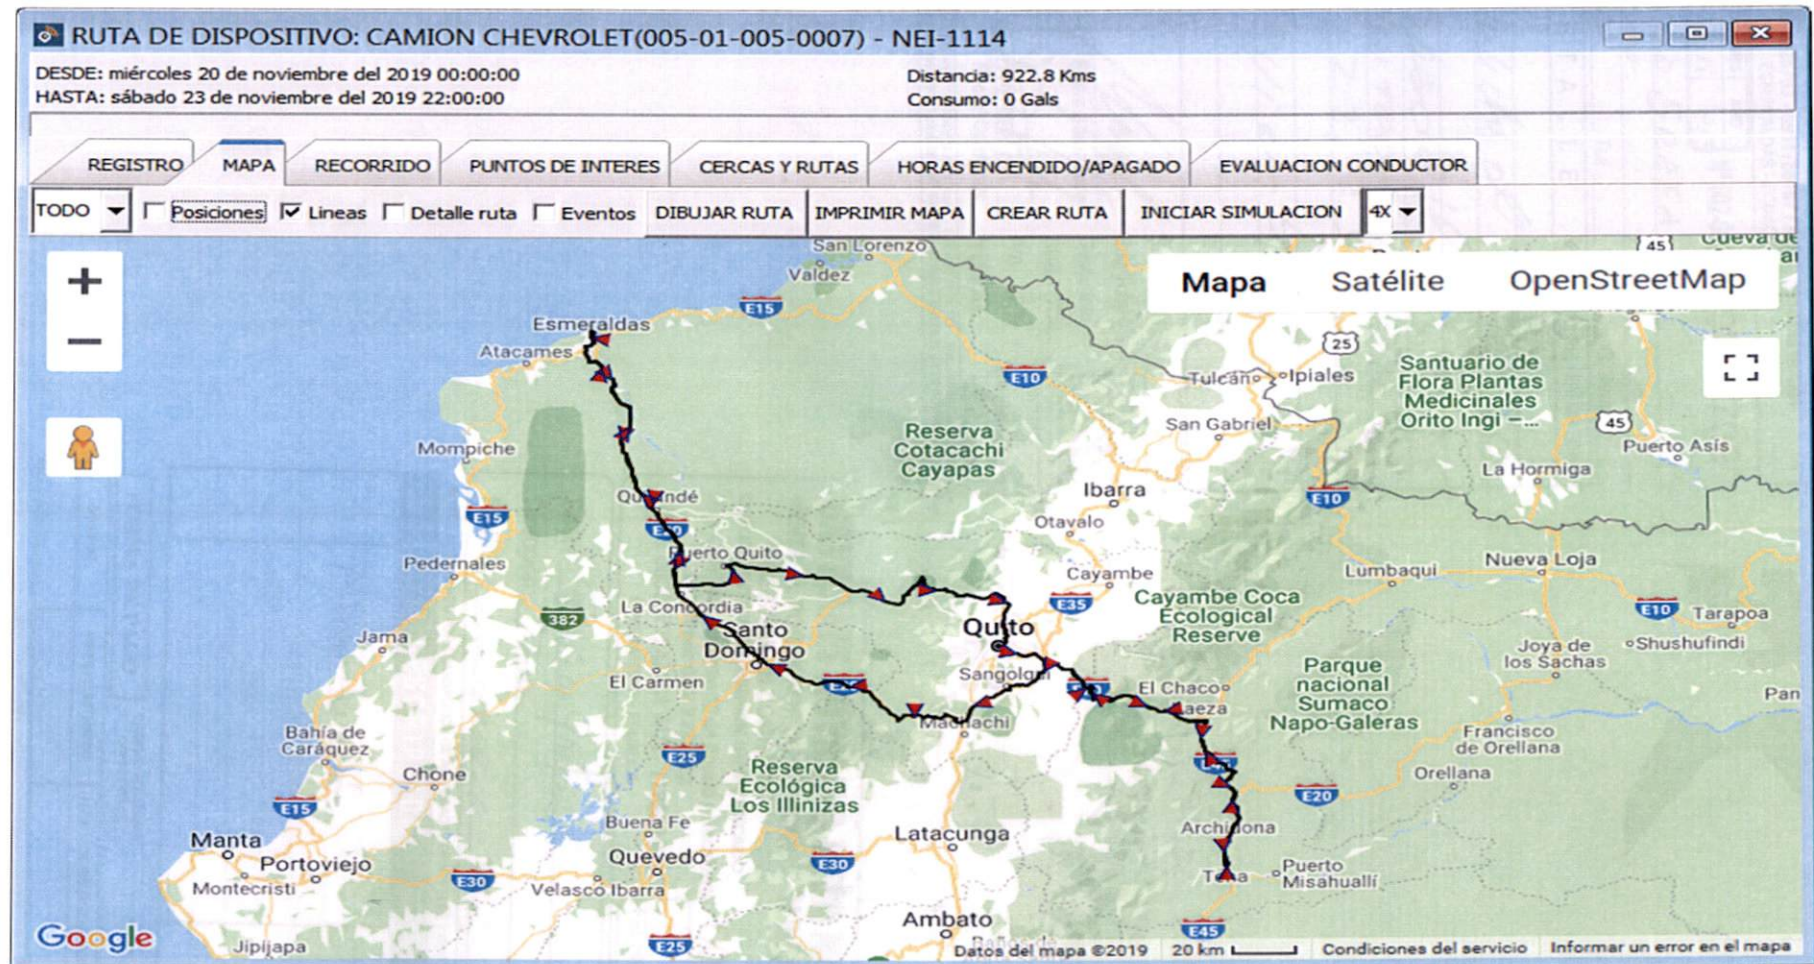 RUTA DE DISPOSITIVO: CAMION CHEVROLET(005-01-005-0007) - NEI-1114
DESDE: miércoles 20 de noviembre del 2019 00:00:00
Distancia: 922.8 Kms
HASTA: sábado 23 de noviembre del 2019 22:00:00
Consumo: 0 Gals
REGISTRO MAPA RECORRIDO PUNTOS DE INTERES CERCAS Y RUTAS HORAS ENCENDIDO/APAGADO EVALUACION CONDUCTOR
TODO Posiciones Lineas Detalle ruta Eventos DIBUJAR RUTA IMPRIMIR MAPA CREAR RUTA INICIAR SIMULACION 4X
San Lorenzo
45
Cueva de
Valdez
Mapa Satélite OpenStreetMap
+
−
E15
Esmeraldas
Atacames
25
E10
Tulcán
Ipiales
Santuario de
Flora Plantas
Medicinales
Orito Ingi –...
San Gabriel
45
Puerto Asís
Reserva
Cotacachi
Cayapas
Mompiche
La Hormiga
Ibarra
E10
E15
Otavalo
Puerto Quito
Pedernales
Cayambe
Lumbaqui
Nueva Loja
E35
Cayambe Coca
Ecological
Reserve
E10
Tarapoa
La Concordia
382
Jama
Santo
Domingo
Quito
Joya de
los Sachas
Shushufindi
El Carmen
Sangolquí
Parque
nacional
Sumaco
Napo-Galeras
El Chaco
Pan
Machachi
Bahía de
Caráquez
Francisco
de Orellana
E25
Reserva
Ecológica
Los Illinizas
Chone
Orellana
E15
E20
Buena Fe
Latacunga
Archidona
Manta
Portoviejo
Quevedo
E30
E30
Montecristi
Velasco Ibarra
Tena
Puerto
Misahuallí
Ambato
E45
Google
Jipijapa
E25
Datos del mapa ©2019 20 km Condiciones del servicio Informar un error en el mapa